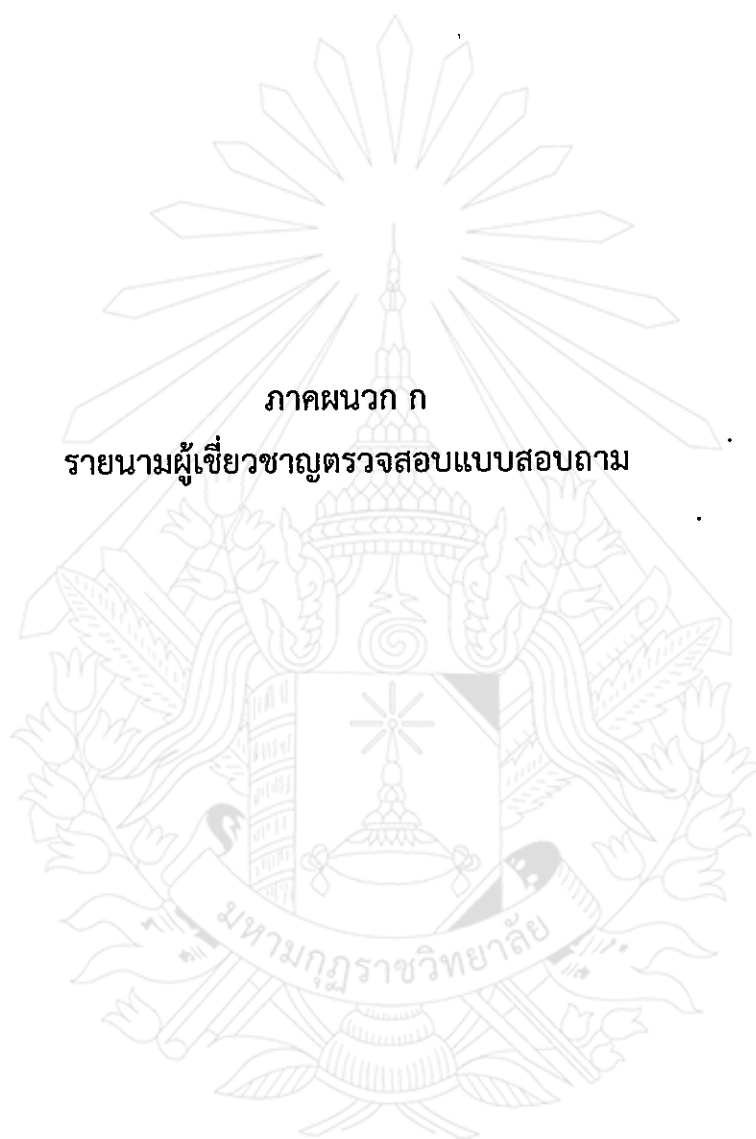 ภาคผนวก ก
รายนามผู้เชี่ยวชาญตรวจสอบแบบสอบถาม
มหามกุฏราชวิทยาลัย